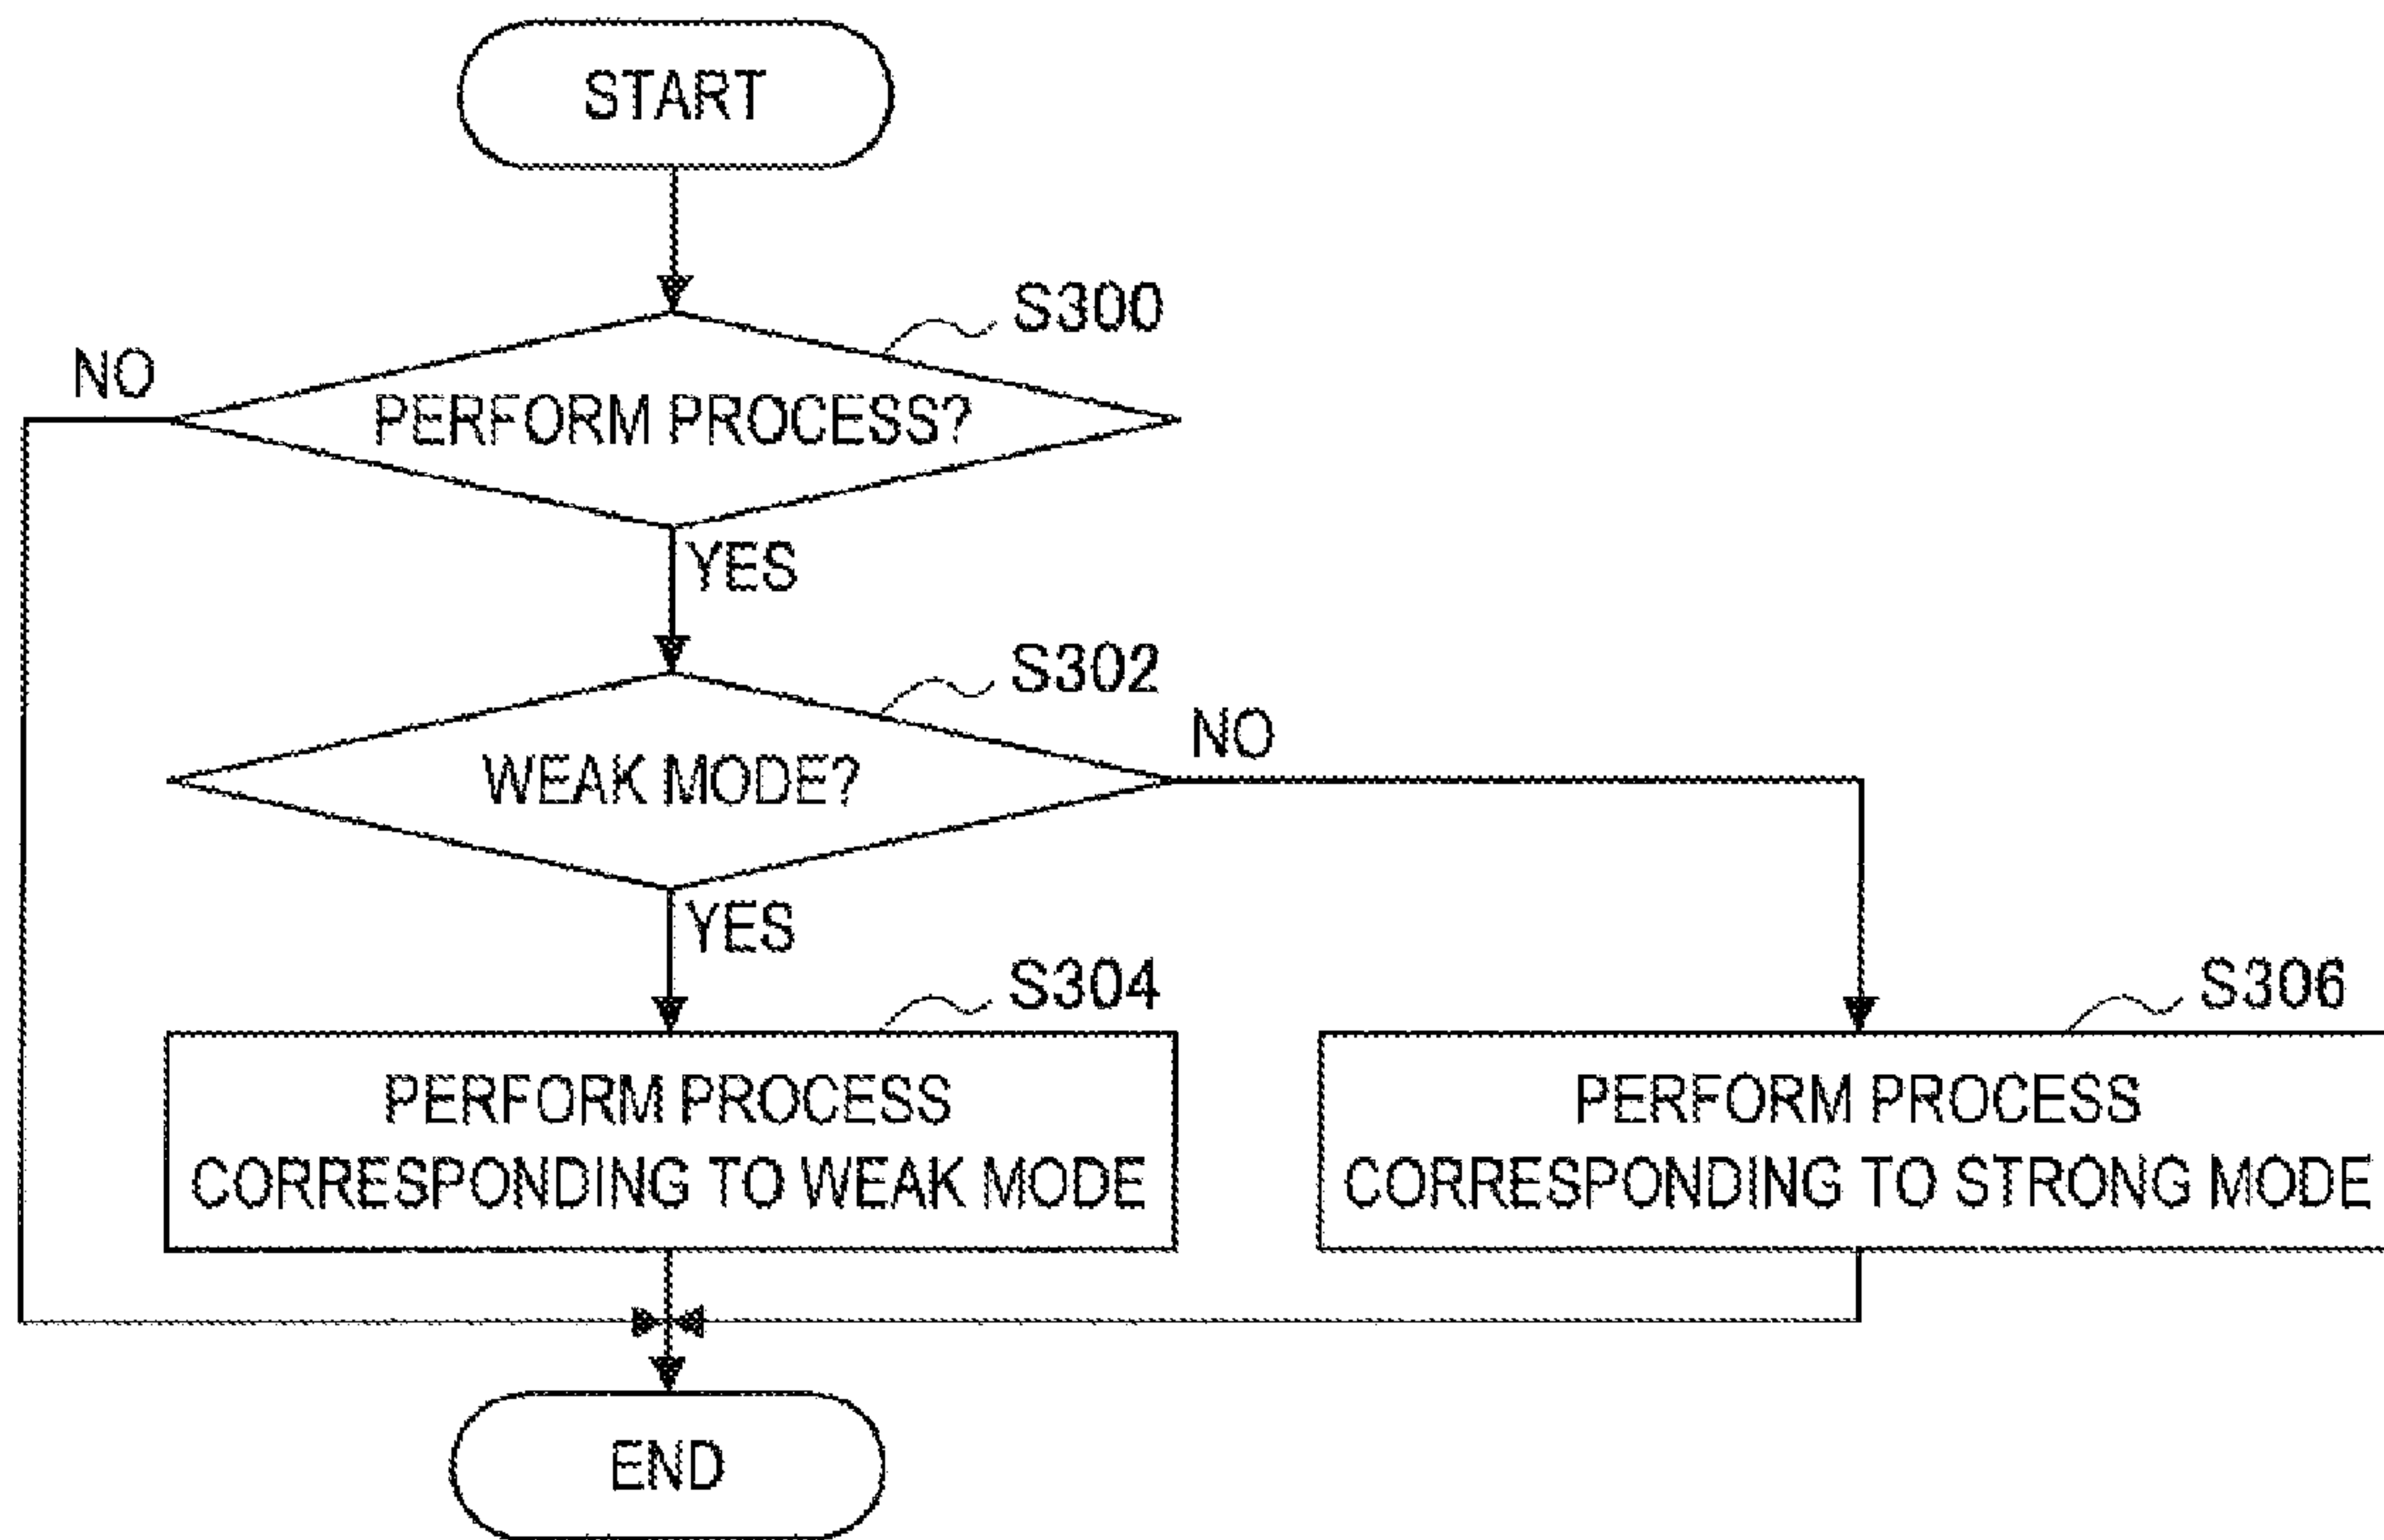 START
S300
NO
PERFORM PROCESS?
YES
S302
NO
WEAK MODE?
YES
S304
S306
PERFORM PROCESS
CORRESPONDING TO WEAK MODE
PERFORM PROCESS
CORRESPONDING TO STRONG MODE
END